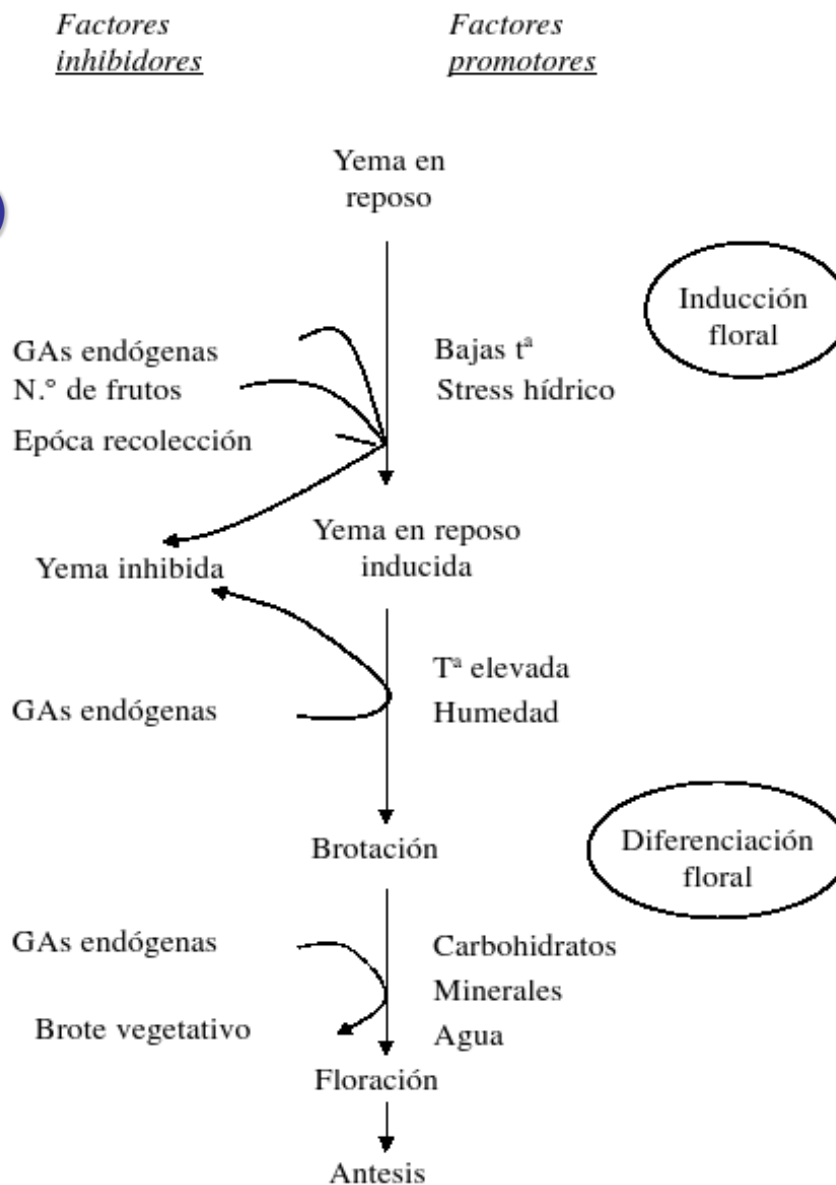 Factores
inhibidores
Factores
promotores
Yema en
reposo
Inducción
floral
GAs endógenas
N.° de frutos
Epóca recolección
Bajas tª
Stress hídrico
Yema inhibida
Yema en reposo
inducida
GAs endógenas
Tª elevada
Humedad
Brotación
Diferenciación
floral
GAs endógenas
Brote vegetativo
Carbohidratos
Minerales
Agua
Floración
Antesis